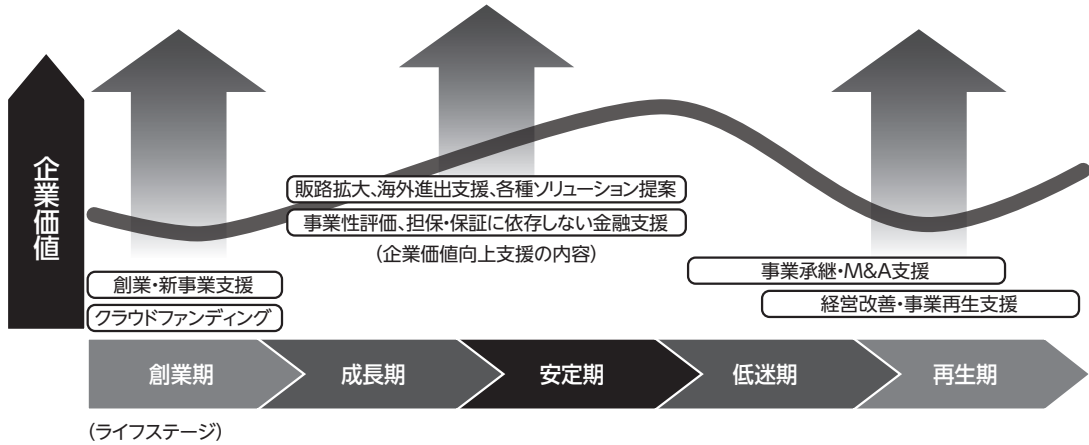 企業価値
販路拡大、海外進出支援、各種ソリューション提案
事業性評価、担保・保証に依存しない金融支援
(企業価値向上支援の内容)
創業・新事業支援
クラウドファンディング
事業承継・M&A支援
経営改善・事業再生支援
創業期
成長期
安定期
低迷期
再生期
(ライフステージ)